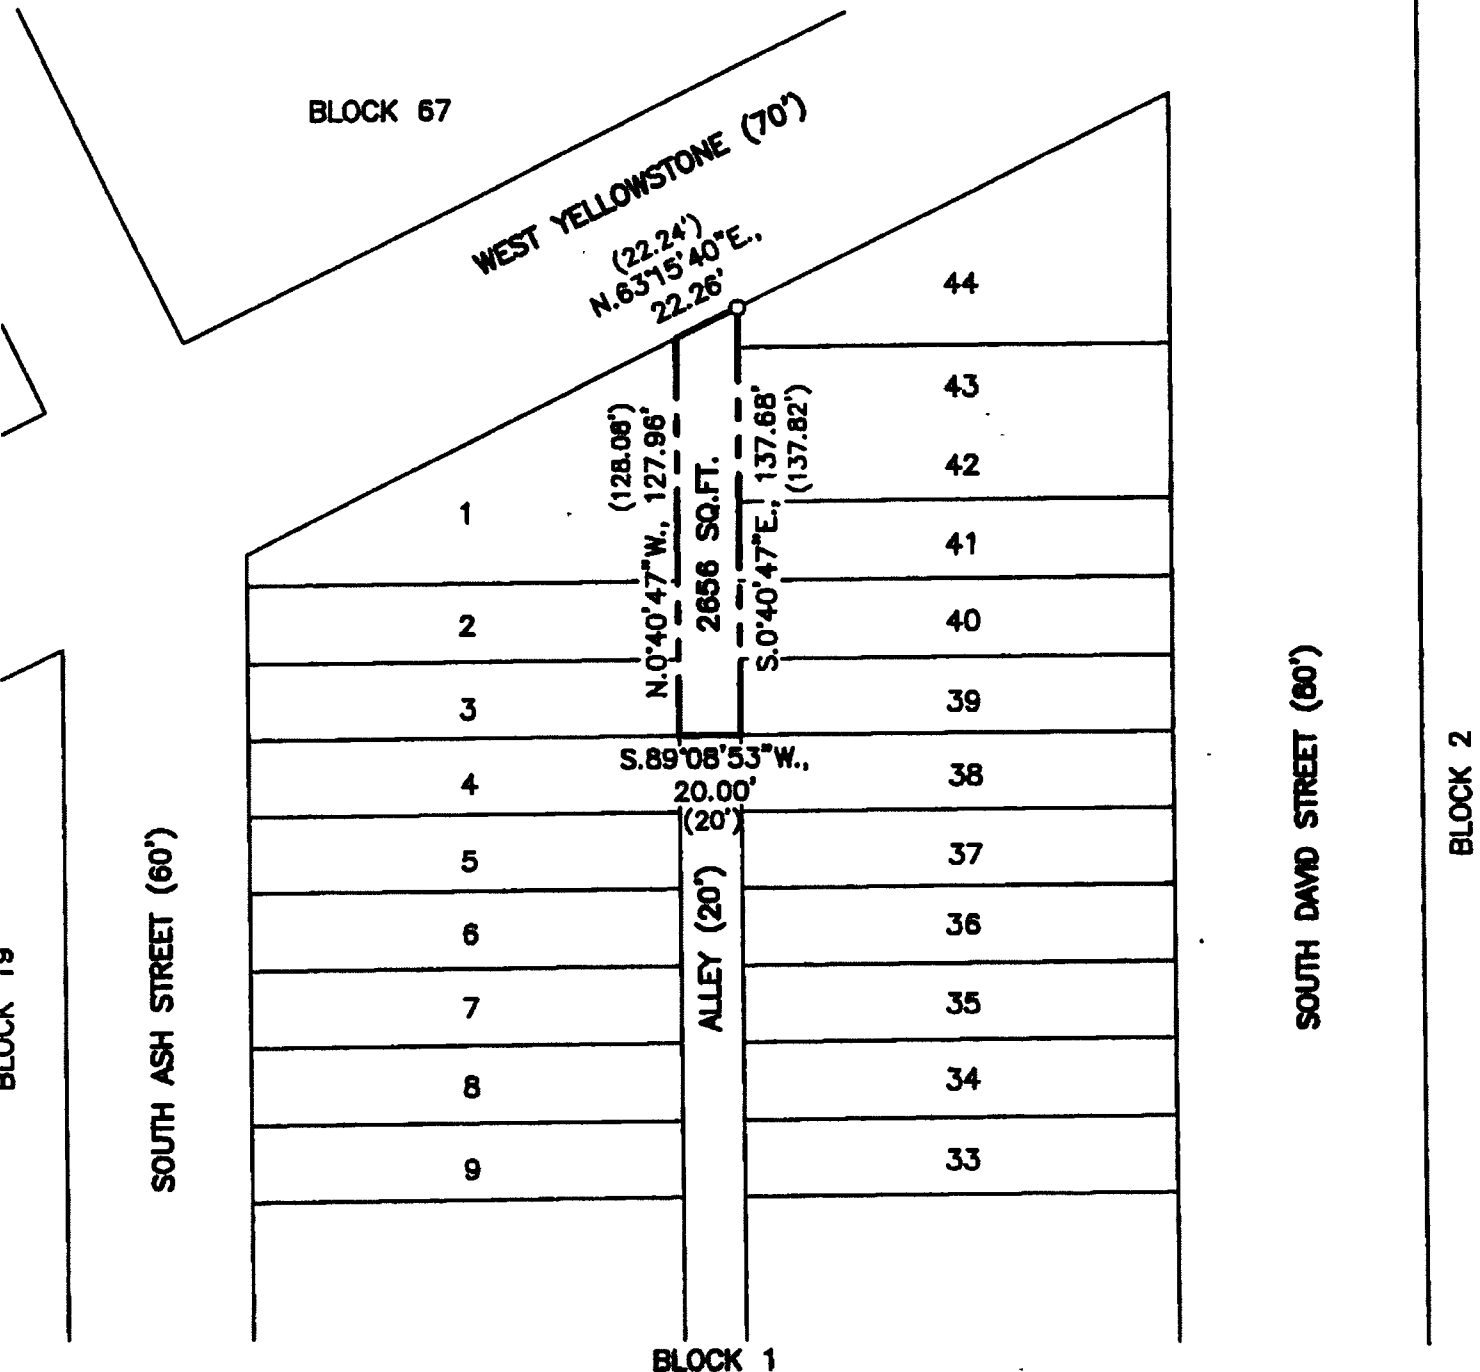 BLOCK 67
WEST YELLOWSTONE (70')
(22.24')
N.63°15'40"E.,
22.26'
44
43
42
41
40
39
38
37
36
35
34
33
1
2
3
4
5
6
7
8
9
(128.08')
N.0°40'47"W., 127.96'
2656 SQ.FT.
S.0°40'47"E., 137.68'
(137.82')
S.89°08'53"W.,
20.00'
(20')
ALLEY (20')
SOUTH ASH STREET (60')
SOUTH DAVID STREET (80')
BLOCK 2
BLOCK 19
BLOCK 1